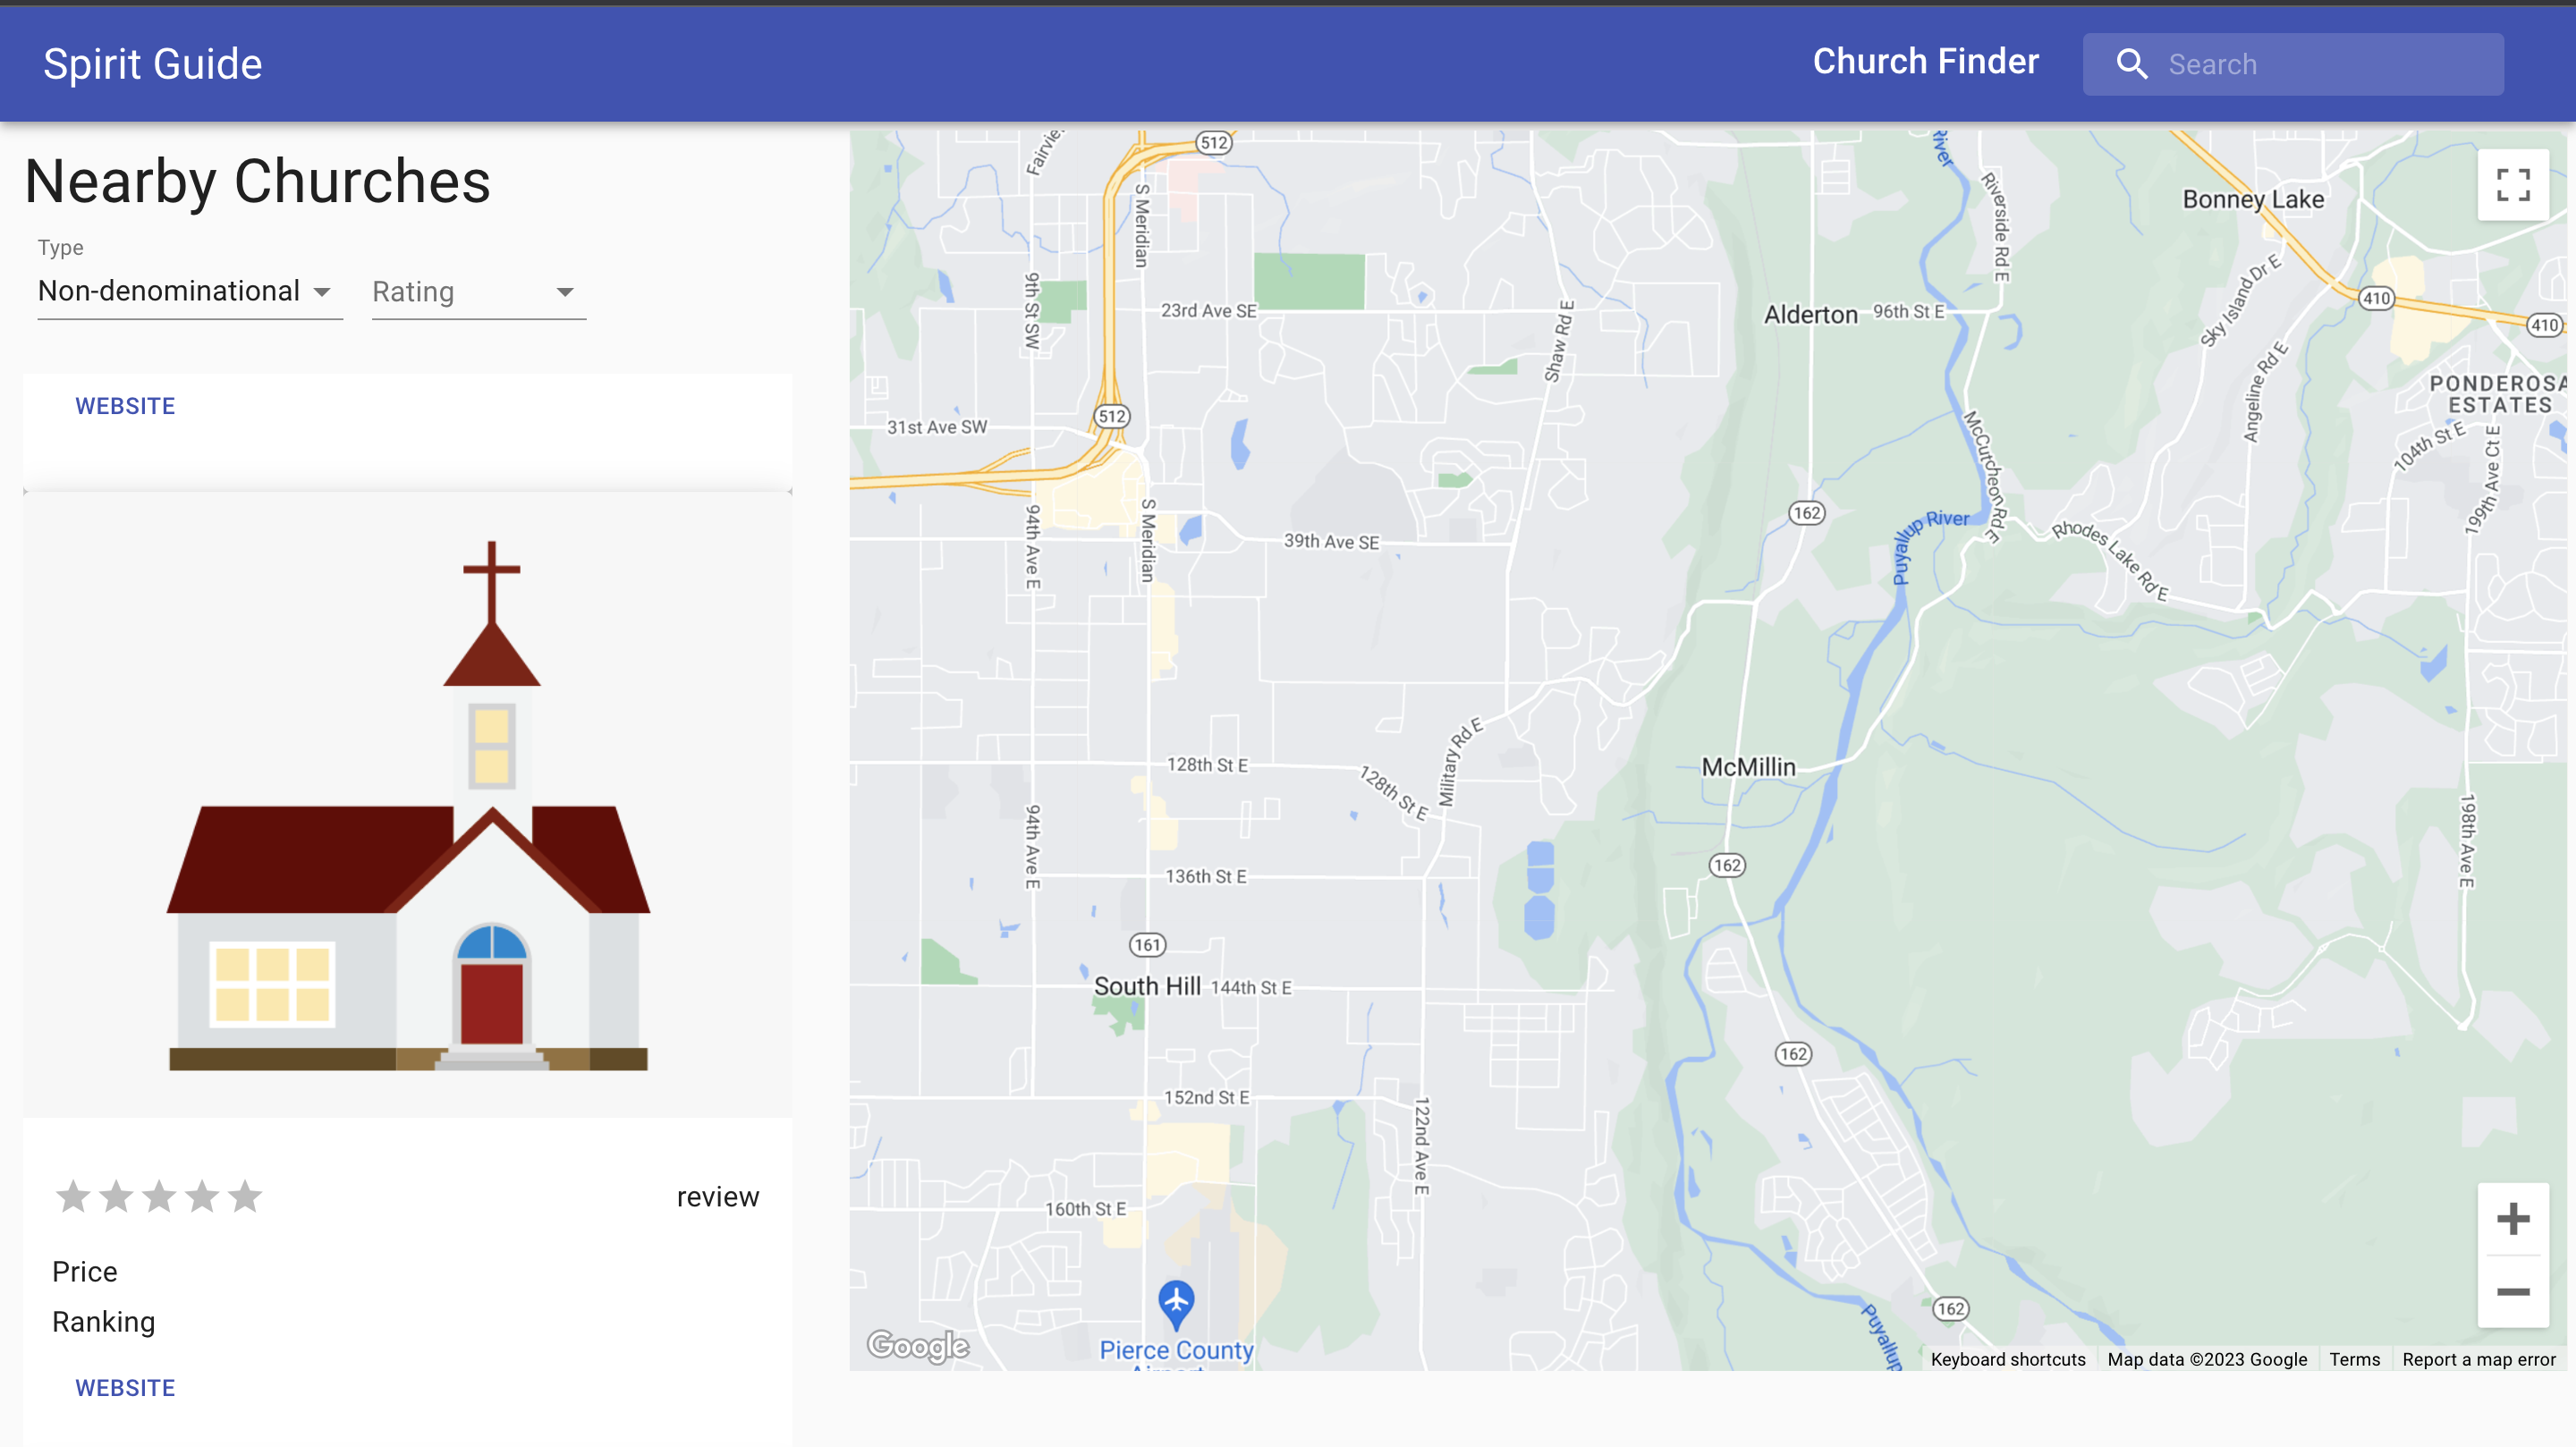 Spirit Guide
Church Finder
Search
Nearby Churches
Type
Non-denominational
Rating
WEBSITE
review
Price
Ranking
WEBSITE
512
S Meridian
9th St SW
23rd Ave SE
Shaw Rd E
River
Riverside Rd E
Bonney Lake
Alderton
96th St E
Sky Island Dr E
410
410
Angeline Rd E
PONDEROSA
ESTATES
104th St E
199th Ave Ct E
31st Ave SW
512
McCutcheon Rd E
94th Ave E
S Meridian
39th Ave SE
162
Puyallup River
Rhodes Lake Rd E
128th St E
128th St E
Military Rd E
McMillin
94th Ave E
198th Ave E
136th St E
162
161
South Hill
144th St E
162
152nd St E
122nd Ave E
160th St E
162
Pierce County
Google
Keyboard shortcuts
Map data ©2023 Google
Terms
Report a map error